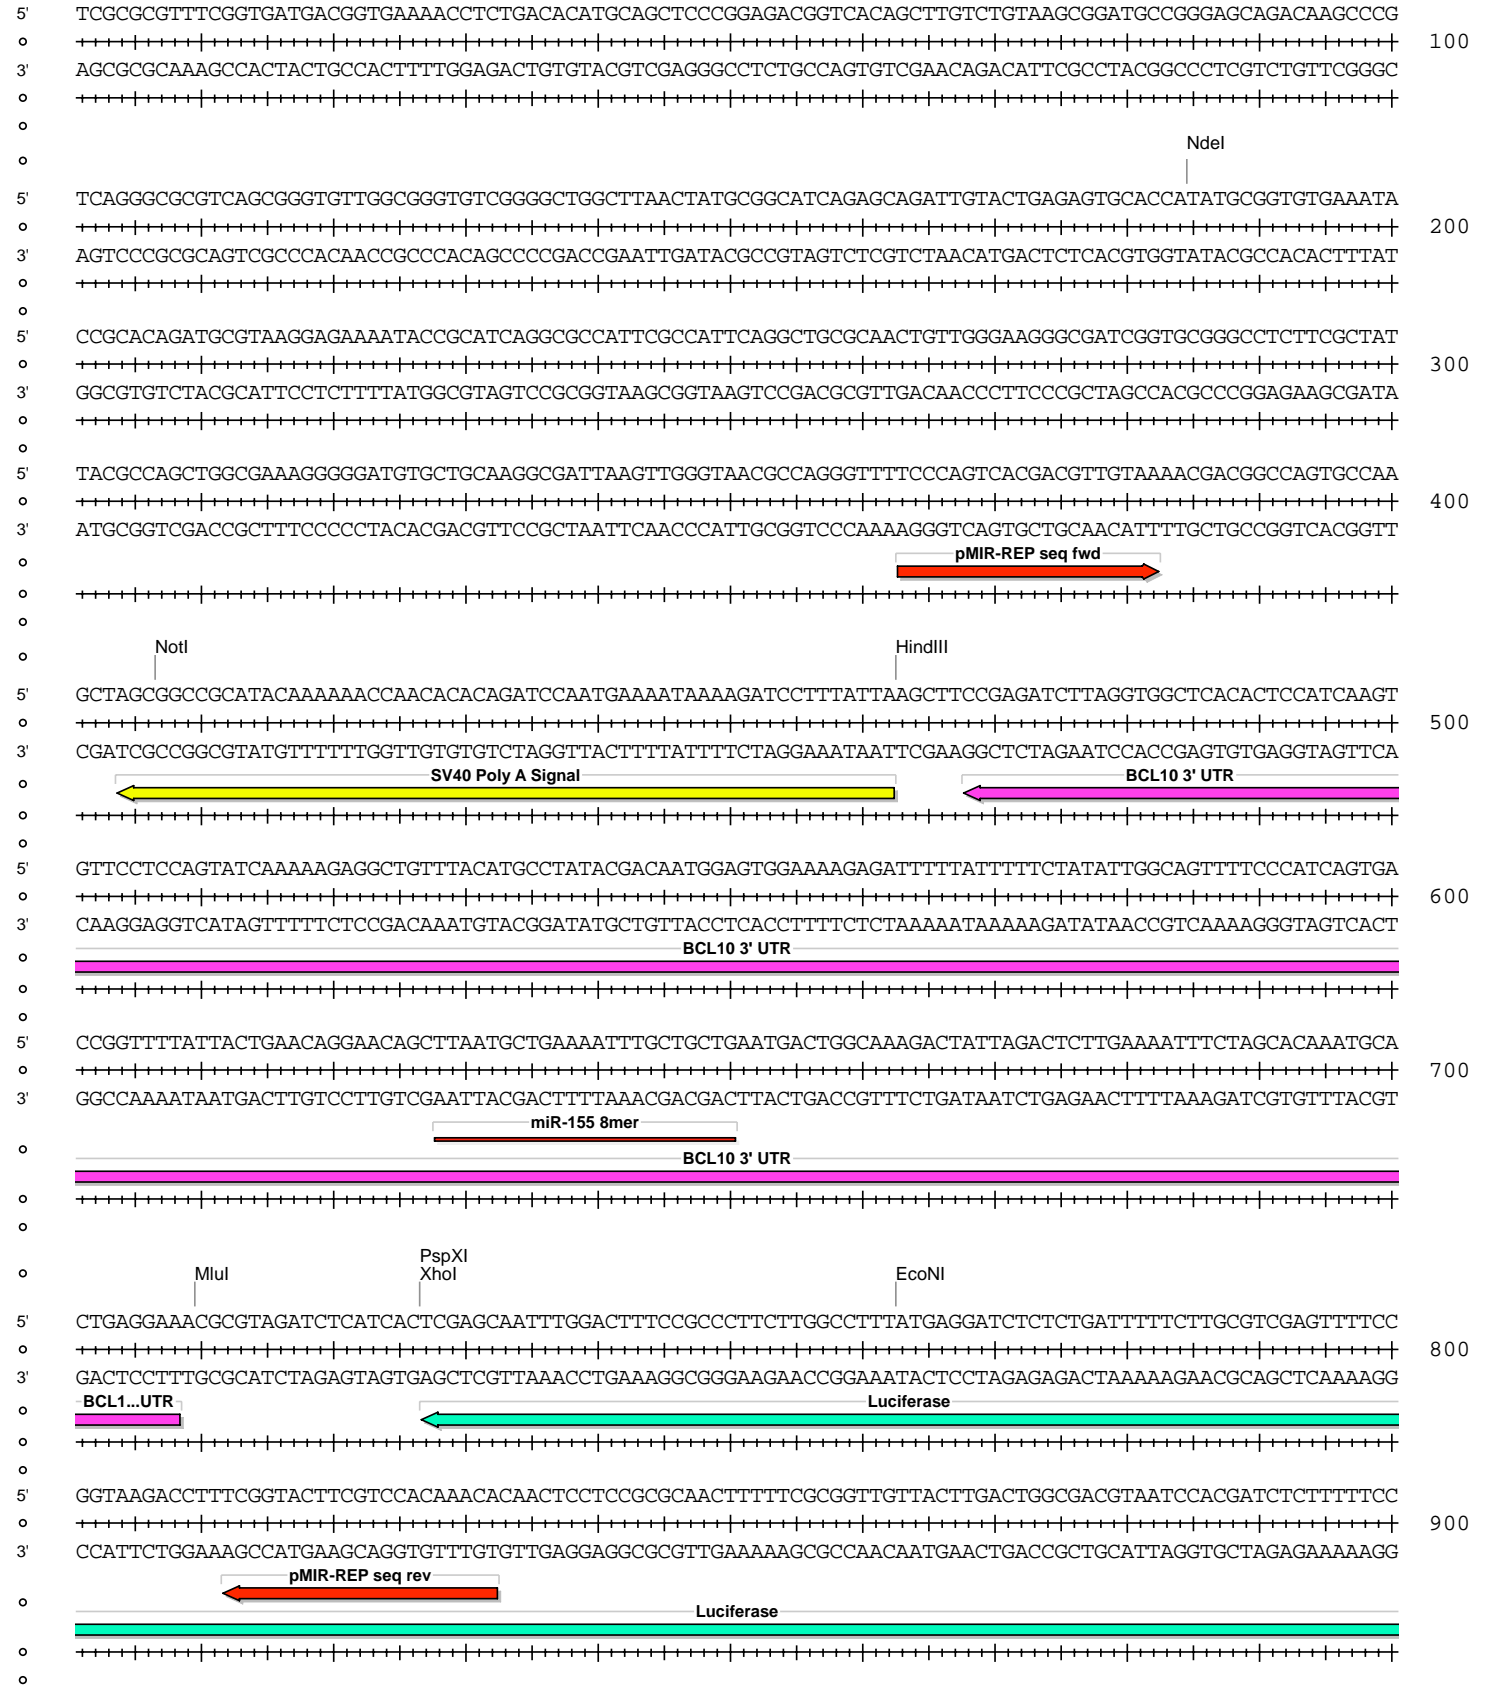 5' TCGCGCGTTTCGGTGATGACGGTGAAAACCTCTGACACATGCAGCTCCCGGAGACGGTCACAGCTTGTCTGTAAGCGGATGCCGGGAGCAGACAAGCCCG
100
3' AGCGCGCAAAGCCACTACTGCCACTTTTGGAGACTGTGTACGTCGAGGGCCTCTGCCAGTGTCGAACAGACATTCGCCTACGGCCCTCGTCTGTTCGGGC
NdeI
5' TCAGGGCGCGTCAGCGGGTGTTGGCGGGTGTCGGGGCTGGCTTAACTATGCGGCATCAGAGCAGATTGTACTGAGAGTGCACCATATGCGGTGTGAAATA
200
3' AGTCCCGCGCAGTCGCCCACAACCGCCCACAGCCCCGACCGAATTGATACGCCGTAGTCTCGTCTAACATGACTCTCACGTGGTATACGCCACACTTTAT
5' CCGCACAGATGCGTAAGGAGAAAATACCGCATCAGGCGCCATTCGCCATTCAGGCTGCGCAACTGTTGGGAAGGGCGATCGGTGCGGGCCTCTTCGCTAT
300
3' GGCGTGTCTACGCATTCCTCTTTTATGGCGTAGTCCGCGGTAAGCGGTAAGTCCGACGCGTTGACAACCCTTCCCGCTAGCCACGCCCGGAGAAGCGATA
5' TACGCCAGCTGGCGAAAGGGGGATGTGCTGCAAGGCGATTAAGTTGGGTAACGCCAGGGTTTTCCCAGTCACGACGTTGTAAAACGACGGCCAGTGCCAA
400
3' ATGCGGTCGACCGCTTTCCCCCTACACGACGTTCCGCTAATTCAACCCATTGCGGTCCCAAAAGGGTCAGTGCTGCAACATTTTGCTGCCGGTCACGGTT
pMIR-REP seq fwd
NotI HindIII
5' GCTAGCGGCCGCATACAAAAAACCAACACACAGATCCAATGAAAATAAAAGATCCTTTATTAAGCTTCCGAGATCTTAGGTGGCTCACACTCCATCAAGT
500
3' CGATCGCCGGCGTATGTTTTTTGGTTGTGTGTCTAGGTTACTTTTATTTTCTAGGAAATAATTCGAAGGCTCTAGAATCCACCGAGTGTGAGGTAGTTCA
SV40 Poly A Signal BCL10 3' UTR
5' GTTCCTCCAGTATCAAAAAGAGGCTGTTTACATGCCTATACGACAATGGAGTGGAAAAGAGATTTTTATTTTTCTATATTGGCAGTTTTCCCATCAGTGA
600
3' CAAGGAGGTCATAGTTTTTCTCCGACAAATGTACGGATATGCTGTTACCTCACCTTTTCTCTAAAAATAAAAAGATATAACCGTCAAAAGGGTAGTCACT
BCL10 3' UTR
5' CCGGTTTTATTACTGAACAGGAACAGCTTAATGCTGAAAATTTGCTGCTGAATGACTGGCAAAGACTATTAGACTCTTGAAAATTTCTAGCACAAATGCA
700
3' GGCCAAAATAATGACTTGTCCTTGTCGAATTACGACTTTTAAACGACGACTTACTGACCGTTTCTGATAATCTGAGAACTTTTAAAGATCGTGTTTACGT
miR-155 8mer
BCL10 3' UTR
PspXI
MluI XhoI EcoNI
5' CTGAGGAAACGCGTAGATCTCATCACTCGAGCAATTTGGACTTTCCGCCCTTCTTGGCCTTTATGAGGATCTCTCTGATTTTTCTTGCGTCGAGTTTTCC
800
3' GACTCCTTTGCGCATCTAGAGTAGTGAGCTCGTTAAACCTGAAAGGCGGGAAGAACCGGAAATACTCCTAGAGAGACTAAAAAGAACGCAGCTCAAAAGG
BCL1...UTR Luciferase
5' GGTAAGACCTTTCGGTACTTCGTCCACAAACACAACTCCTCCGCGCAACTTTTTCGCGGTTGTTACTTGACTGGCGACGTAATCCACGATCTCTTTTTCC
900
3' CCATTCTGGAAAGCCATGAAGCAGGTGTTTGTGTTGAGGAGGCGCGTTGAAAAAGCGCCAACAATGAACTGACCGCTGCATTAGGTGCTAGAGAAAAAGG
pMIR-REP seq rev
Luciferase